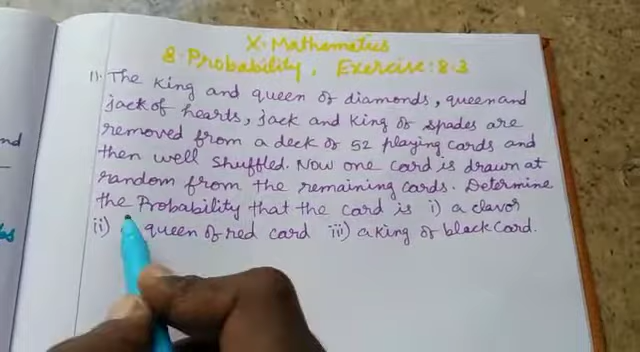 X. Mathematics
8. Probability, Exercise: 8.3
11. The king and queen of diamonds, queen and
jack of hearts, jack and king of spades are
removed from a deck of 52 playing cards and
then well shuffled. Now one card is drawn at
random from the remaining cards. Determine
the Probability that the card is i) a clavor
ii) queen of red card iii) a king of black card.
nd